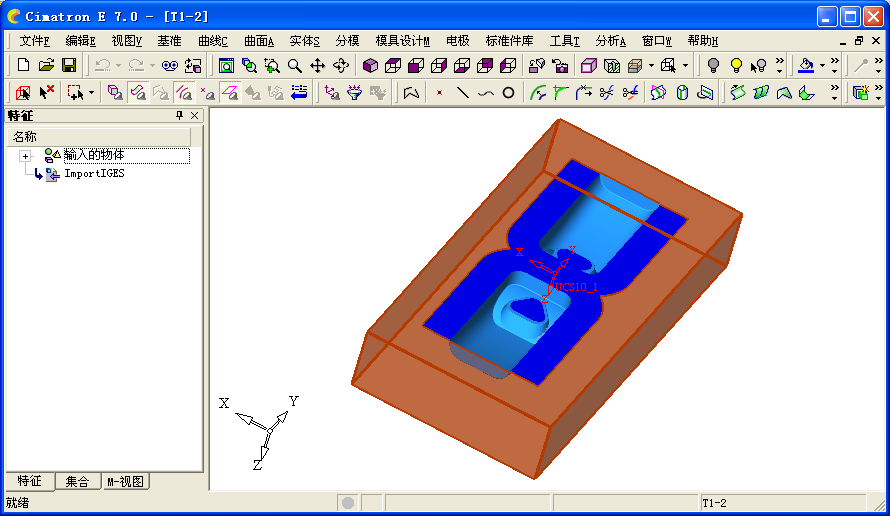 Cimatron E 7.0 - [T1-2]
文件F 编辑E 视图V 基准 曲线C 曲面A 实体S 分模 模具设计M 电极 标准件库 工具T 分析A 窗口W 帮助H
特征
名称
输入的物体
ImportIGES
X
Y
Z
UCS10_1
X
Y
Z
特征 集合 M-视图
就绪 T1-2